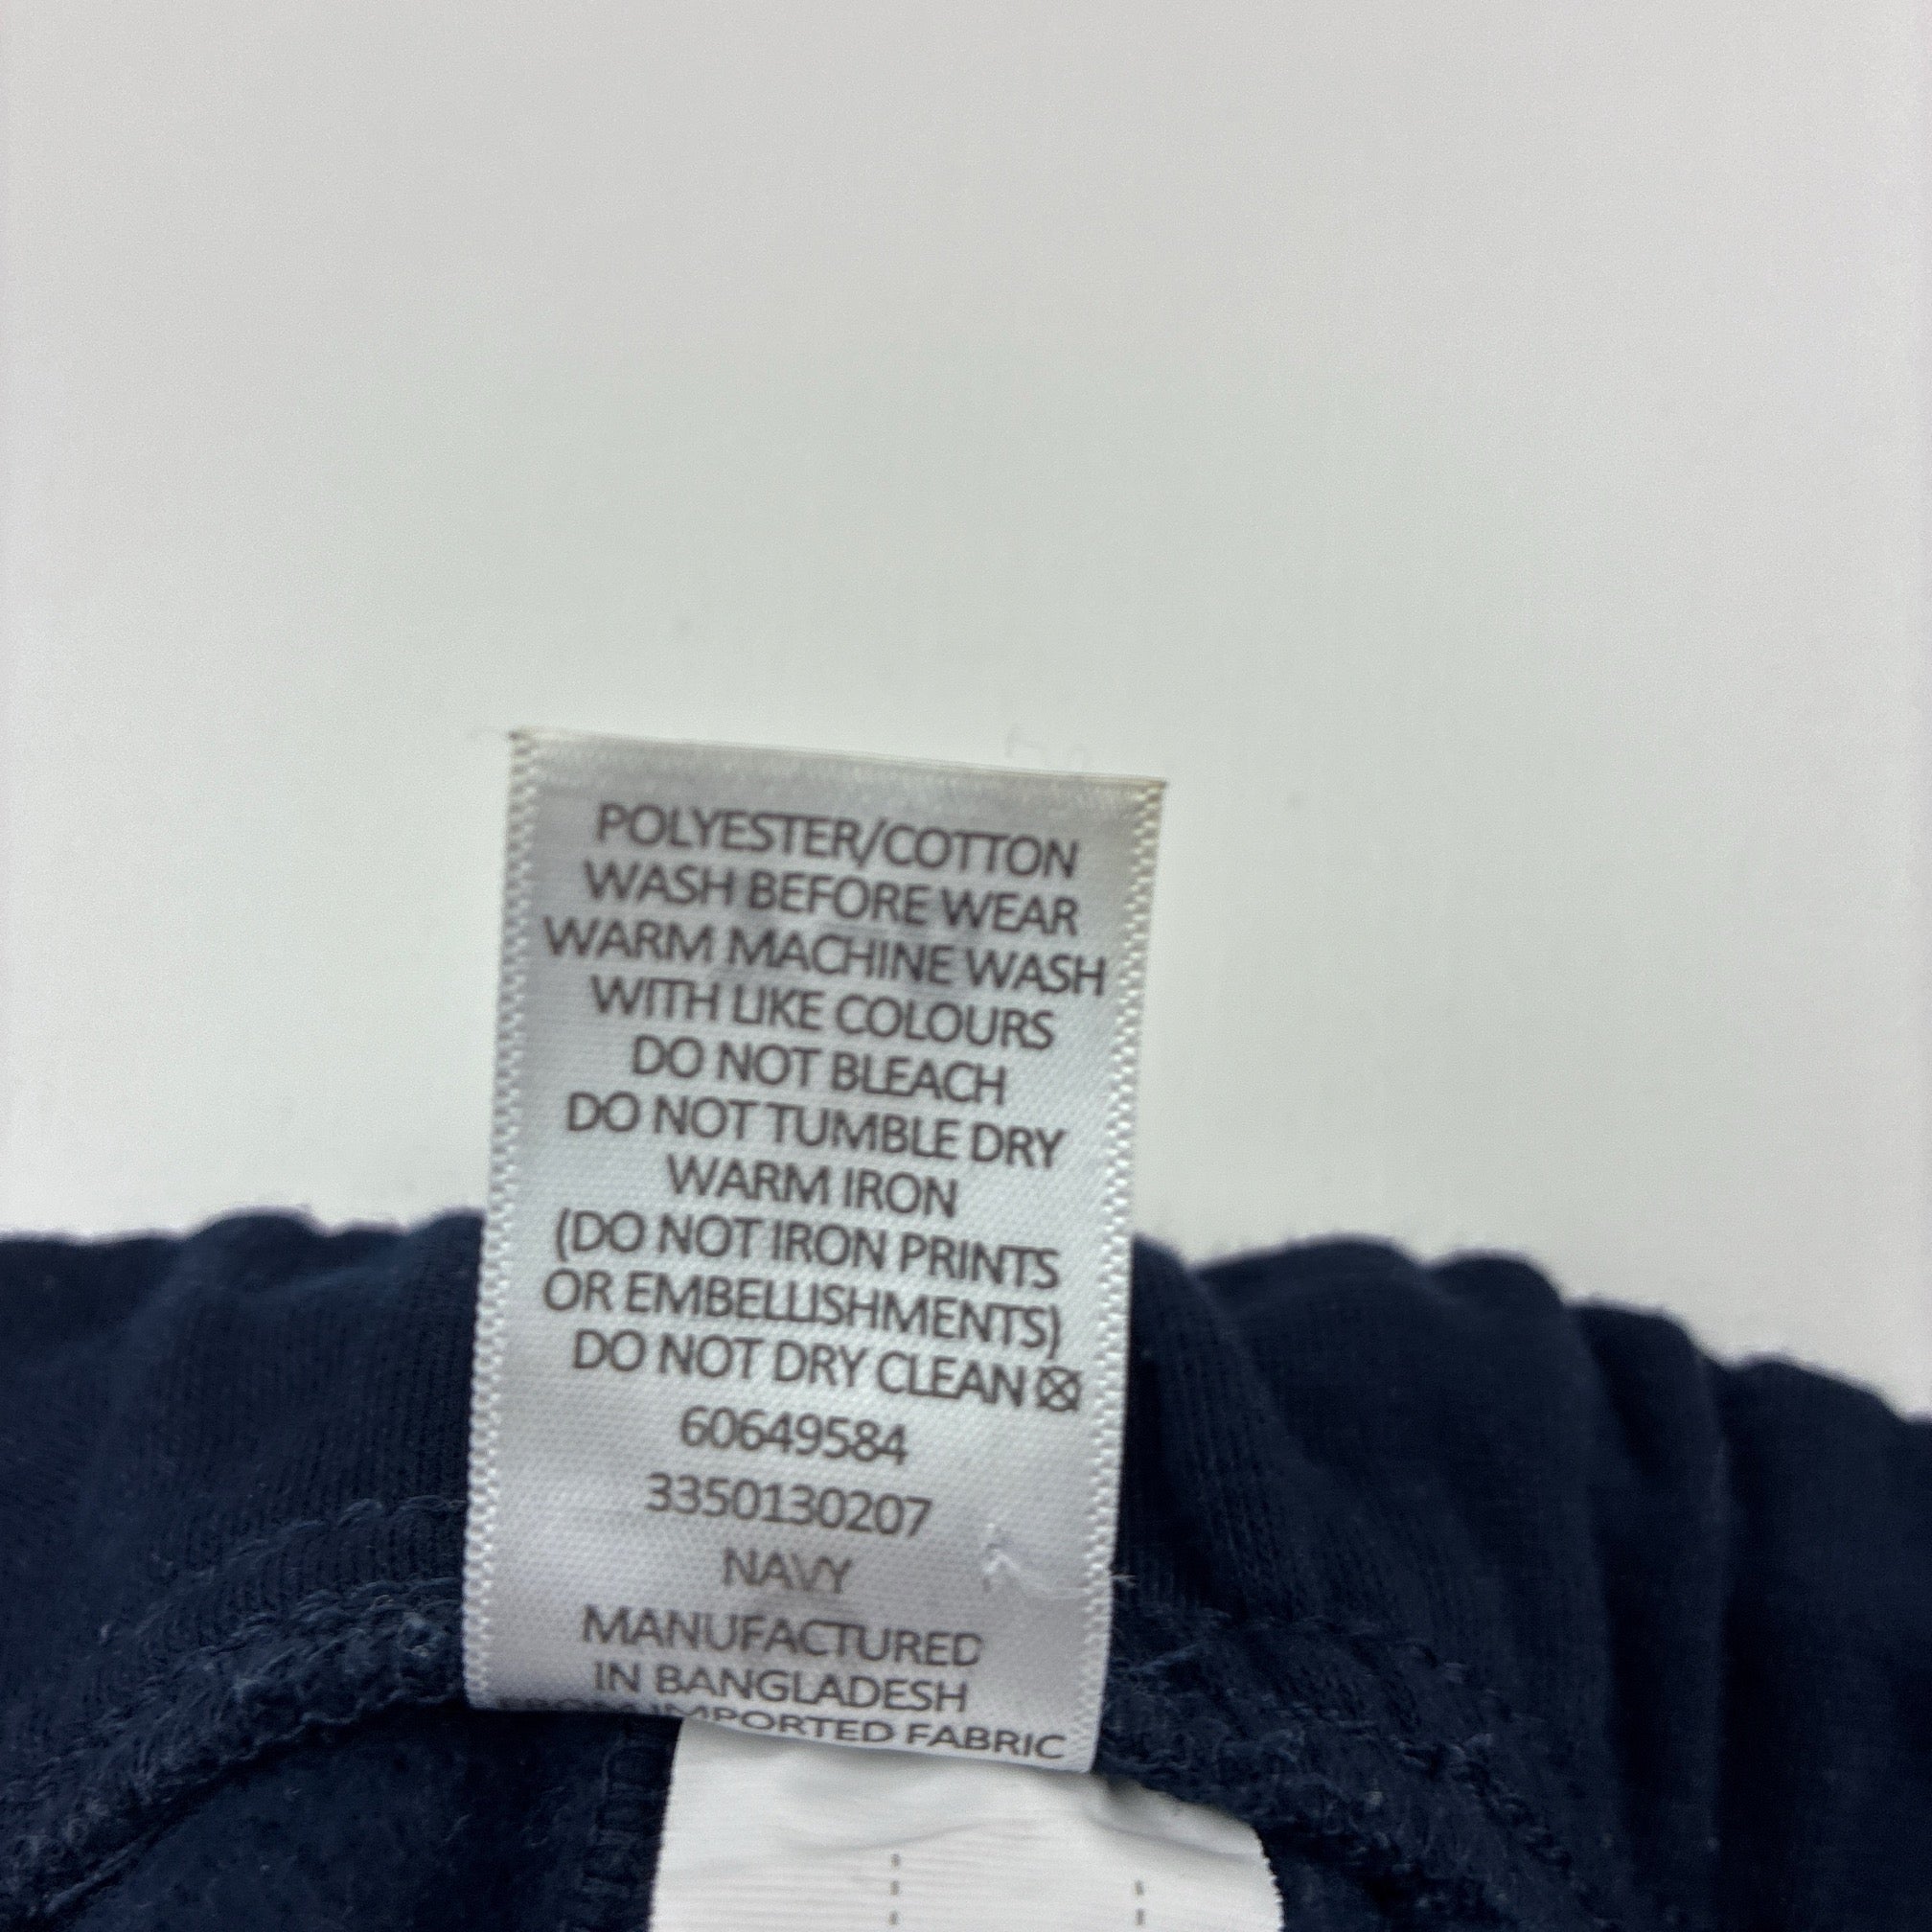 POLYESTER/COTTON
WASH BEFORE WEAR
WARM MACHINE WASH
WITH LIKE COLOURS
DO NOT BLEACH
DO NOT TUMBLE DRY
WARM IRON
(DO NOT IRON PRINTS
OR EMBELLISHMENTS)
DO NOT DRY CLEAN
60649584
3350130207
NAVY
MANUFACTURED
IN BANGLADESH
FROM IMPORTED FABRIC